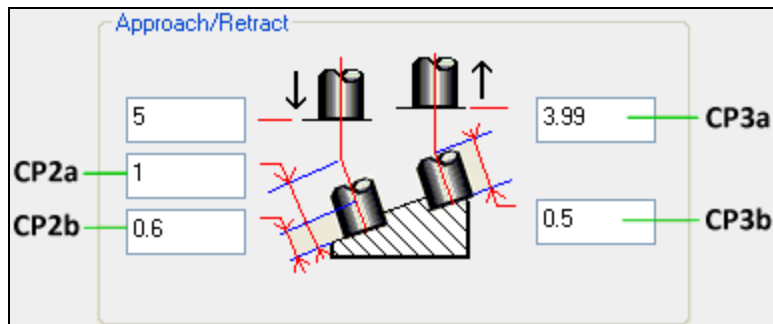 Approach/Retract
5
3.99
CP3a
CP2a
1
CP2b
0.6
0.5
CP3b